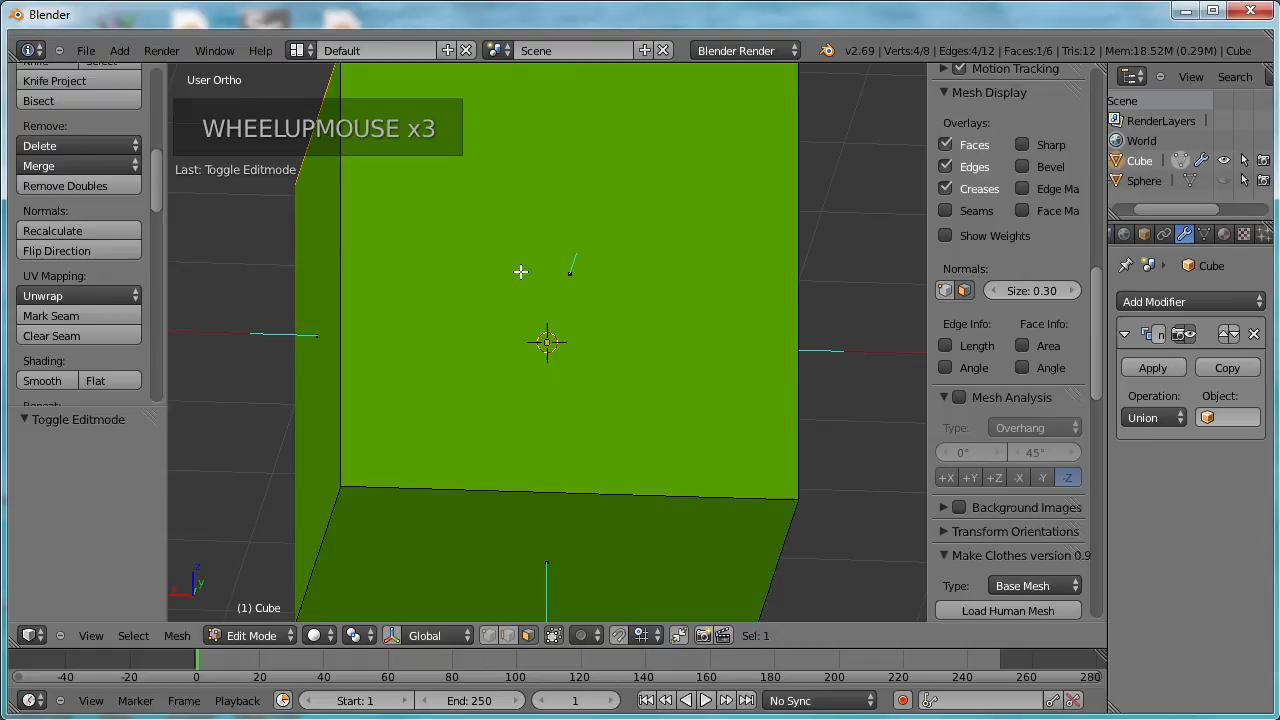 Blender
File Add Render Window Help Default Scene Blender Render v2.69 | Verts:4/8 | Edges:4/12 | Faces:1/6 | Tris:12 | Mem:18.52M (0.29M) | Cube
Knife Project
Bisect
Remove:
Delete
Merge
Remove Doubles
Normals:
Recalculate
Flip Direction
UV Mapping:
Unwrap
Mark Seam
Clear Seam
Shading:
Smooth Flat
Toggle Editmode
User Ortho
WHEELUPMOUSE x3
Last: Toggle Editmode
x y z
(1) Cube
Motion Tracking
Mesh Display
Overlays:
Faces Sharp
Edges Bevel
Creases Edge Ma
Seams Face Ma
Show Weights
Normals:
Size: 0.30
Edge Info: Face Info:
Length Area
Angle Angle
Mesh Analysis
Type: Overhang
0° 45°
+X +Y +Z -X -Y -Z
Background Images
Transform Orientations
Make Clothes version 0.9
Type: Base Mesh
Load Human Mesh
View Search
Scene
RenderLayers
World
Cube
Sphere
Cube
Add Modifier
n
Apply Copy
Operation: Object:
Union
View Select Mesh Edit Mode Global Sel: 1
-40 -20 0 20 40 60 80 100 120 140 160 180 200 220 240 260 280
View Marker Frame Playback Start: 1 End: 250 1 No Sync